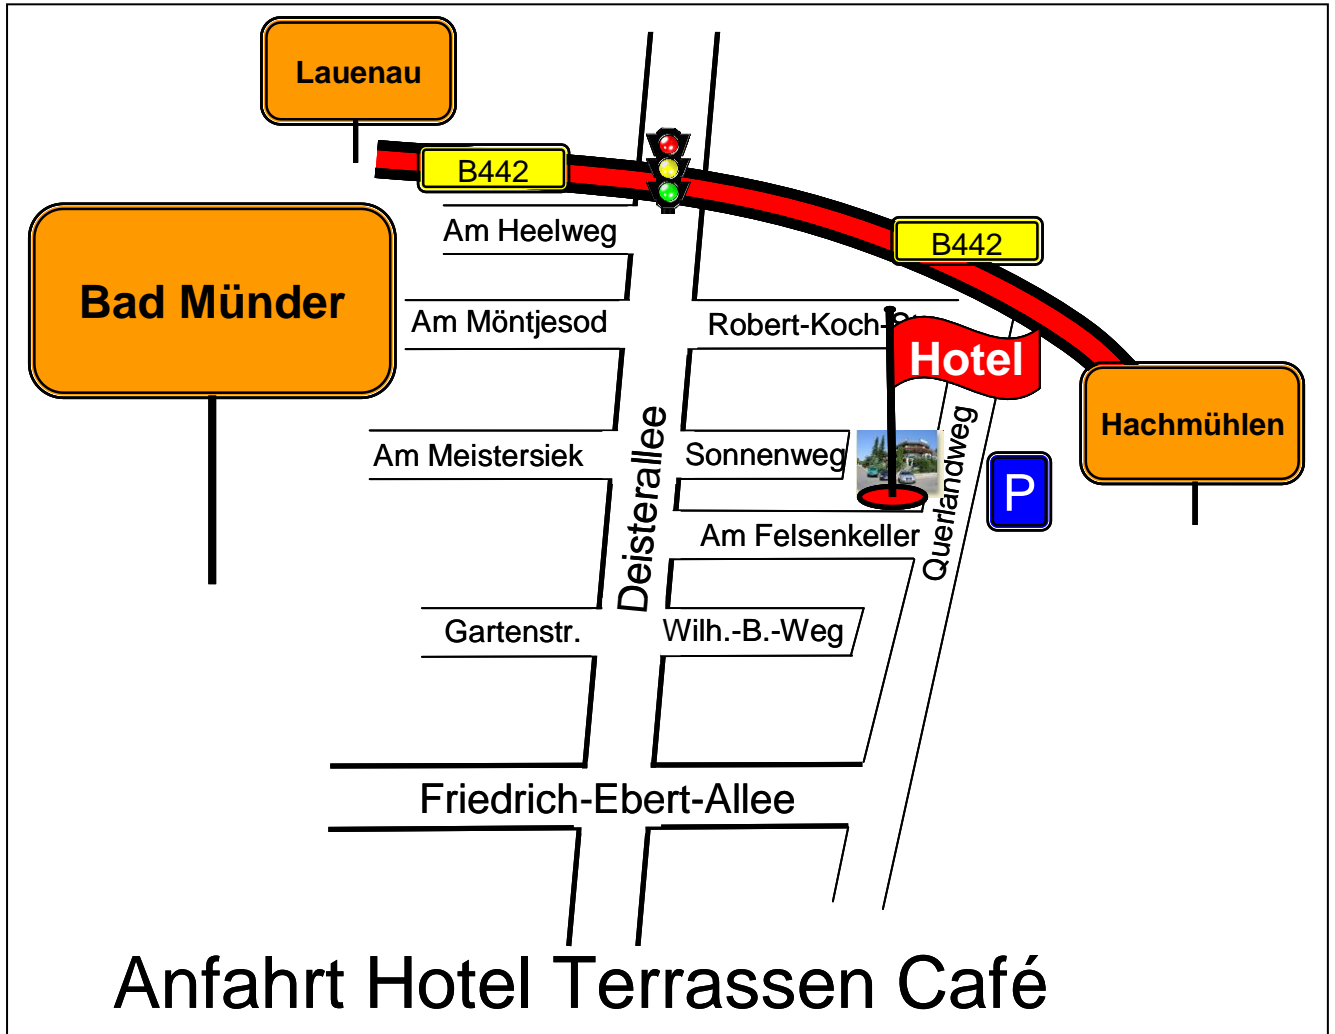 Lauenau
B442
Am Heelweg
B442
Bad Münder
Am Möntjesod
Robert-Koch-
Hotel
Hachmühlen
Am Meistersiek
Deisterallee
Sonnenweg
Querlandweg
P
Am Felsenkeller
Gartenstr.
Wilh.-B.-Weg
Friedrich-Ebert-Allee
Anfahrt Hotel Terrassen Café